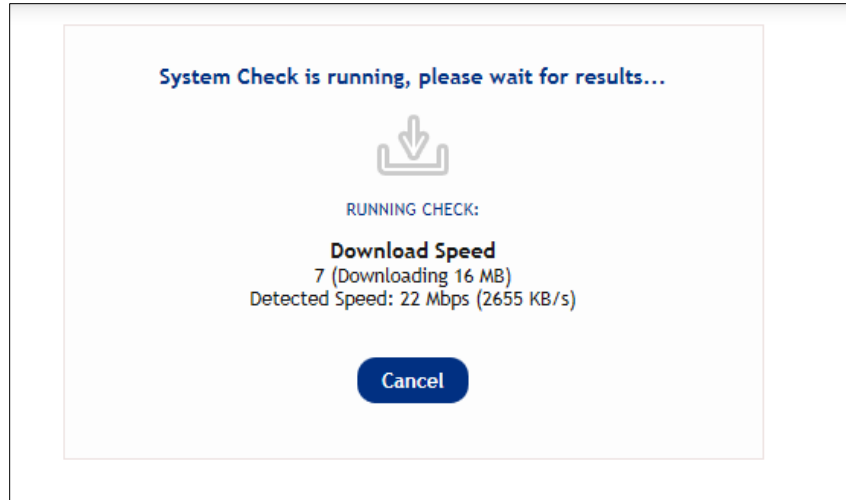 System Check is running, please wait for results...
RUNNING CHECK:
Download Speed
7 (Downloading 16 MB)
Detected Speed: 22 Mbps (2655 KB/s)
Cancel